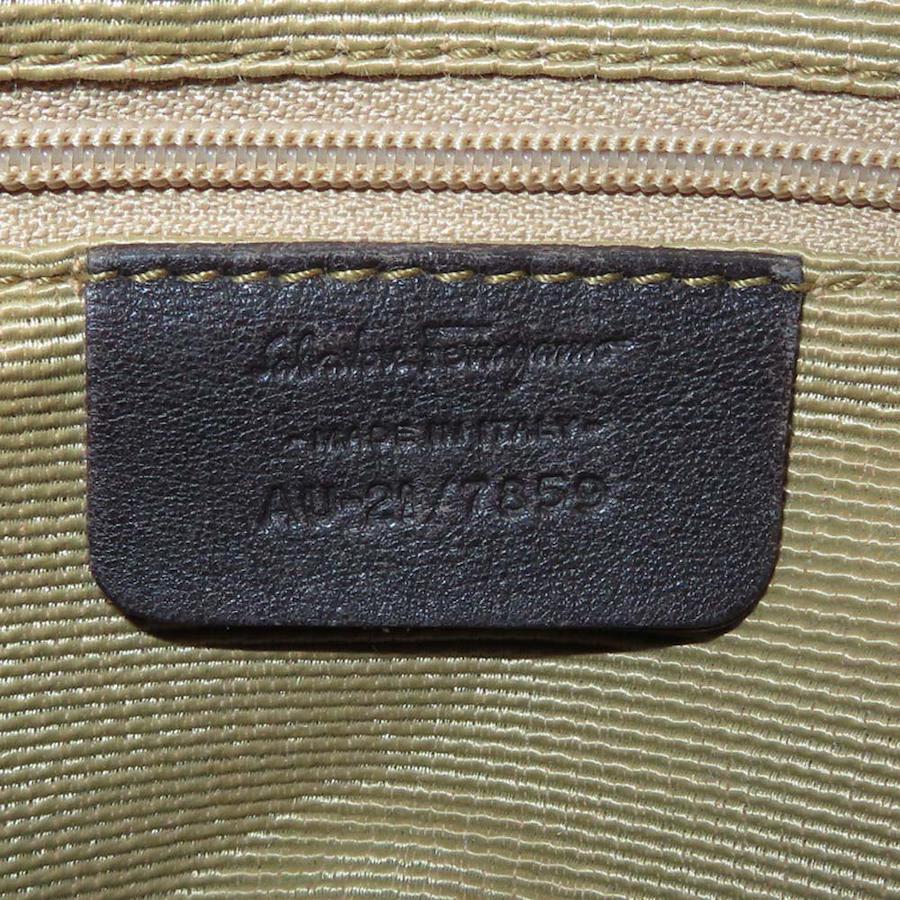 Salvatore Ferragamo
-MADE IN ITALY-
AU-21/7859